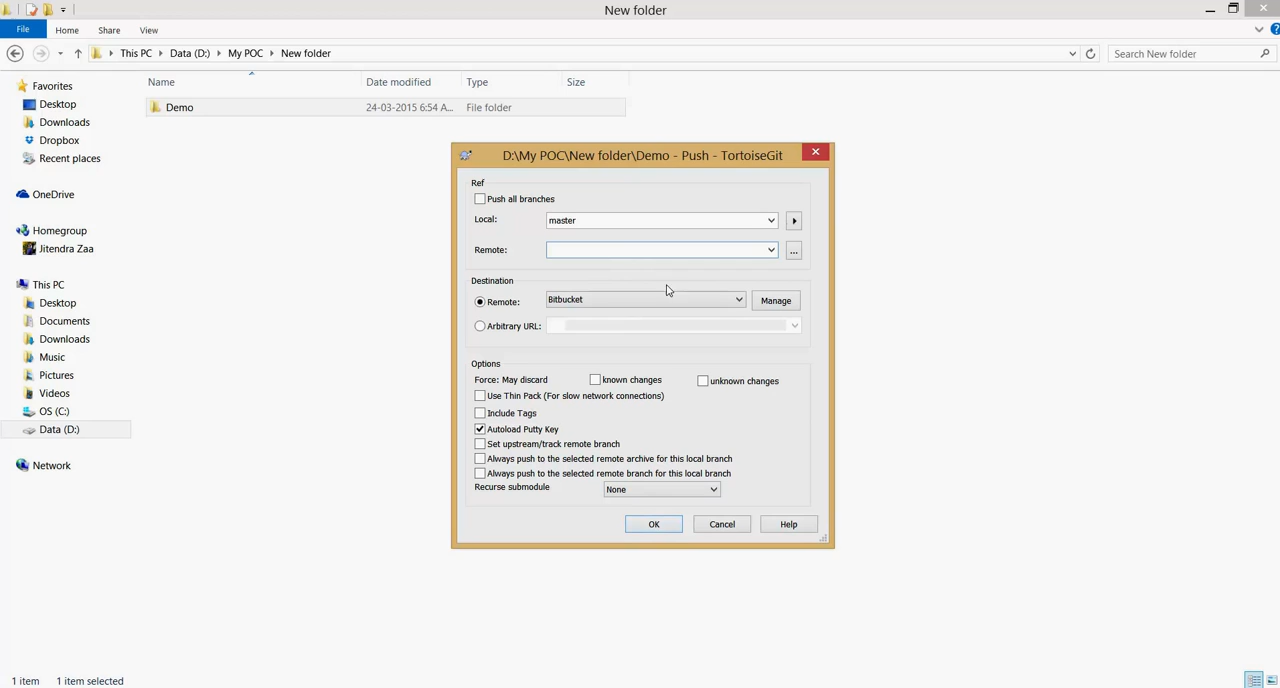 New folder
File Home Share View
This PC Data (D:) My POC New folder Search New folder
Name Date modified Type Size
Demo 24-03-2015 6:54 A... File folder
Favorites
Desktop
Downloads
Dropbox
Recent places
OneDrive
Homegroup
Jitendra Zaa
This PC
Desktop
Documents
Downloads
Music
Pictures
Videos
OS (C:)
Data (D:)
Network
D:\My POC\New folder\Demo - Push - TortoiseGit
Ref
Push all branches
Local: master
Remote: ...
Destination
Remote: Bitbucket Manage
Arbitrary URL:
Options
Force: May discard known changes unknown changes
Use Thin Pack (For slow network connections)
Include Tags
Autoload Putty Key
Set upstream/track remote branch
Always push to the selected remote archive for this local branch
Always push to the selected remote branch for this local branch
Recurse submodule None
OK Cancel Help
1 item 1 item selected